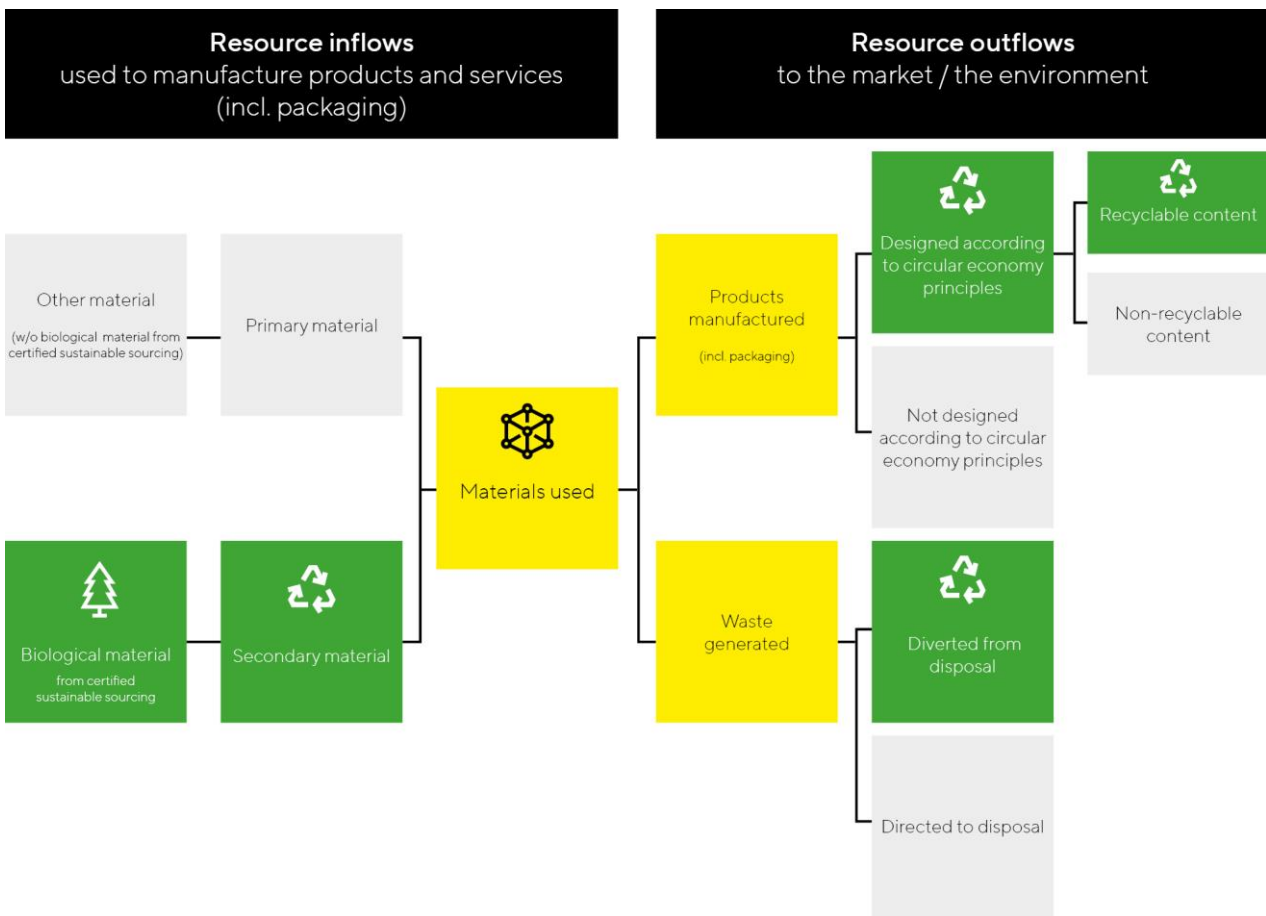 Resource inflows
used to manufacture products and services
(incl. packaging)
Resource outflows
to the market / the environment
Other material
(w/o biological material from
certified sustainable sourcing)
Primary material
Biological material
from certified
sustainable sourcing
Secondary material
Materials used
Products
manufactured
(incl. packaging)
Designed according
to circular economy
principles
Recyclable content
Non-recyclable
content
Not designed
according to circular
economy principles
Waste
generated
Diverted from
disposal
Directed to disposal